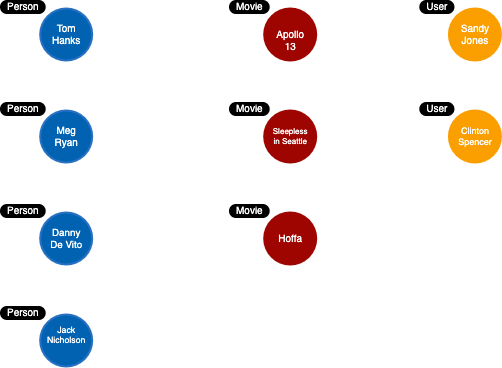 Person
Tom
Hanks
Movie
Apollo
13
User
Sandy
Jones
Person
Meg
Ryan
Movie
Sleepless
in Seattle
User
Clinton
Spencer
Person
Danny
De Vito
Movie
Hoffa
Person
Jack
Nicholson